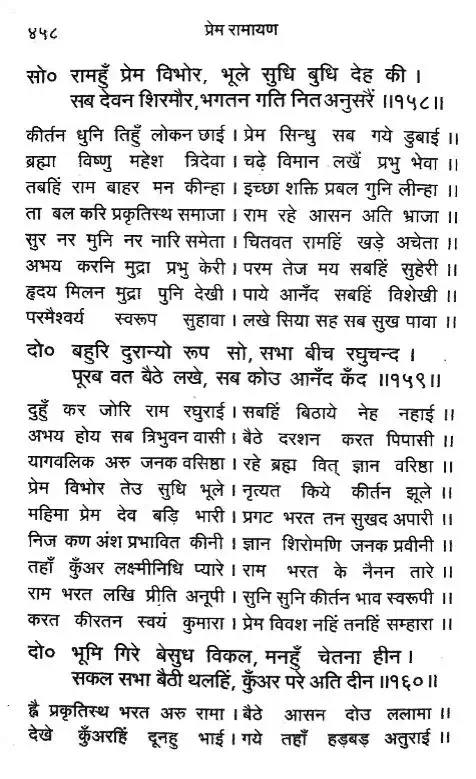 ४५८ प्रेम रामायण
सो० रामहुँ प्रेम विभोर, भूले सुधि बुधि देह की ।
सब देवन शिरमौर, भगतन गति नित अनुसरैं ॥१५८॥
कीर्तन धुनि तिहुँ लोकन छाई । प्रेम सिन्धु सब गये डुबाई ॥
ब्रह्मा विष्णु महेश त्रिदेवा । चढ़े विमान लखैं प्रभु भेवा ॥
तबहिं राम बाहर मन कीन्हा । इच्छा शक्ति प्रबल गुनि लीन्हा ॥
ता बल करि प्रकृतिस्थ समाजा । राम रहे आसन अति भ्राजा ॥
सुर नर मुनि नर नारि समेता । चितवत रामहिं खड़े अचेता ॥
अभय करनि मुद्रा प्रभु केरी । परम तेज मय सबहिं सुहेरी ॥
हृदय मिलन मुद्रा पुनि देखी । पाये आनँद सबहिं विशेखी ॥
परमैश्वर्य स्वरूप सुहावा । लखे सिया सह सब सुख पावा ॥
दो० बहुरि दुरान्यो रूप सो, सभा बीच रघुचन्द ।
पूरब वत बैठे लखे, सब कोउ आनँद कँद ॥१५९॥
दुहुँ कर जोरि राम रघुराई । सबहिं बिठाये नेह नहाई ॥
अभय होय सब त्रिभुवन वासी । बैठे दरशन करत पिपासी ॥
यागवलिक अरु जनक वसिष्ठा । रहे ब्रह्म वित् ज्ञान वरिष्ठा ॥
प्रेम विभोर तेउ सुधि भूले । नृत्यत किये कीर्तन झूले ॥
महिमा प्रेम देव बड़ि भारी । प्रगट भरत तन सुखद अपारी ॥
निज कण अंश प्रभावित कीनी । ज्ञान शिरोमणि जनक प्रवीनी ॥
तहाँ कुँअर लक्ष्मीनिधि प्यारे । राम भरत के नैनन तारे ॥
राम भरत लखि प्रीति अनूपी । सुनि सुनि कीर्तन भाव स्वरूपी ॥
करत कीरतन स्वयं कुमारा । प्रेम विवश नहिं तनहिं सम्हारा ॥
दो० भूमि गिरे बेसुध विकल, मनहुँ चेतना हीन ।
सकल सभा बैठी थलहिं, कुँअर परे अति दीन ॥१६०॥
ह्वै प्रकृतिस्थ भरत अरु रामा । बैठे आसन दोउ ललामा ॥
देखे कुँअरहिं दूनहु भाई । गये तहाँ हड़बड़ अतुराई ॥